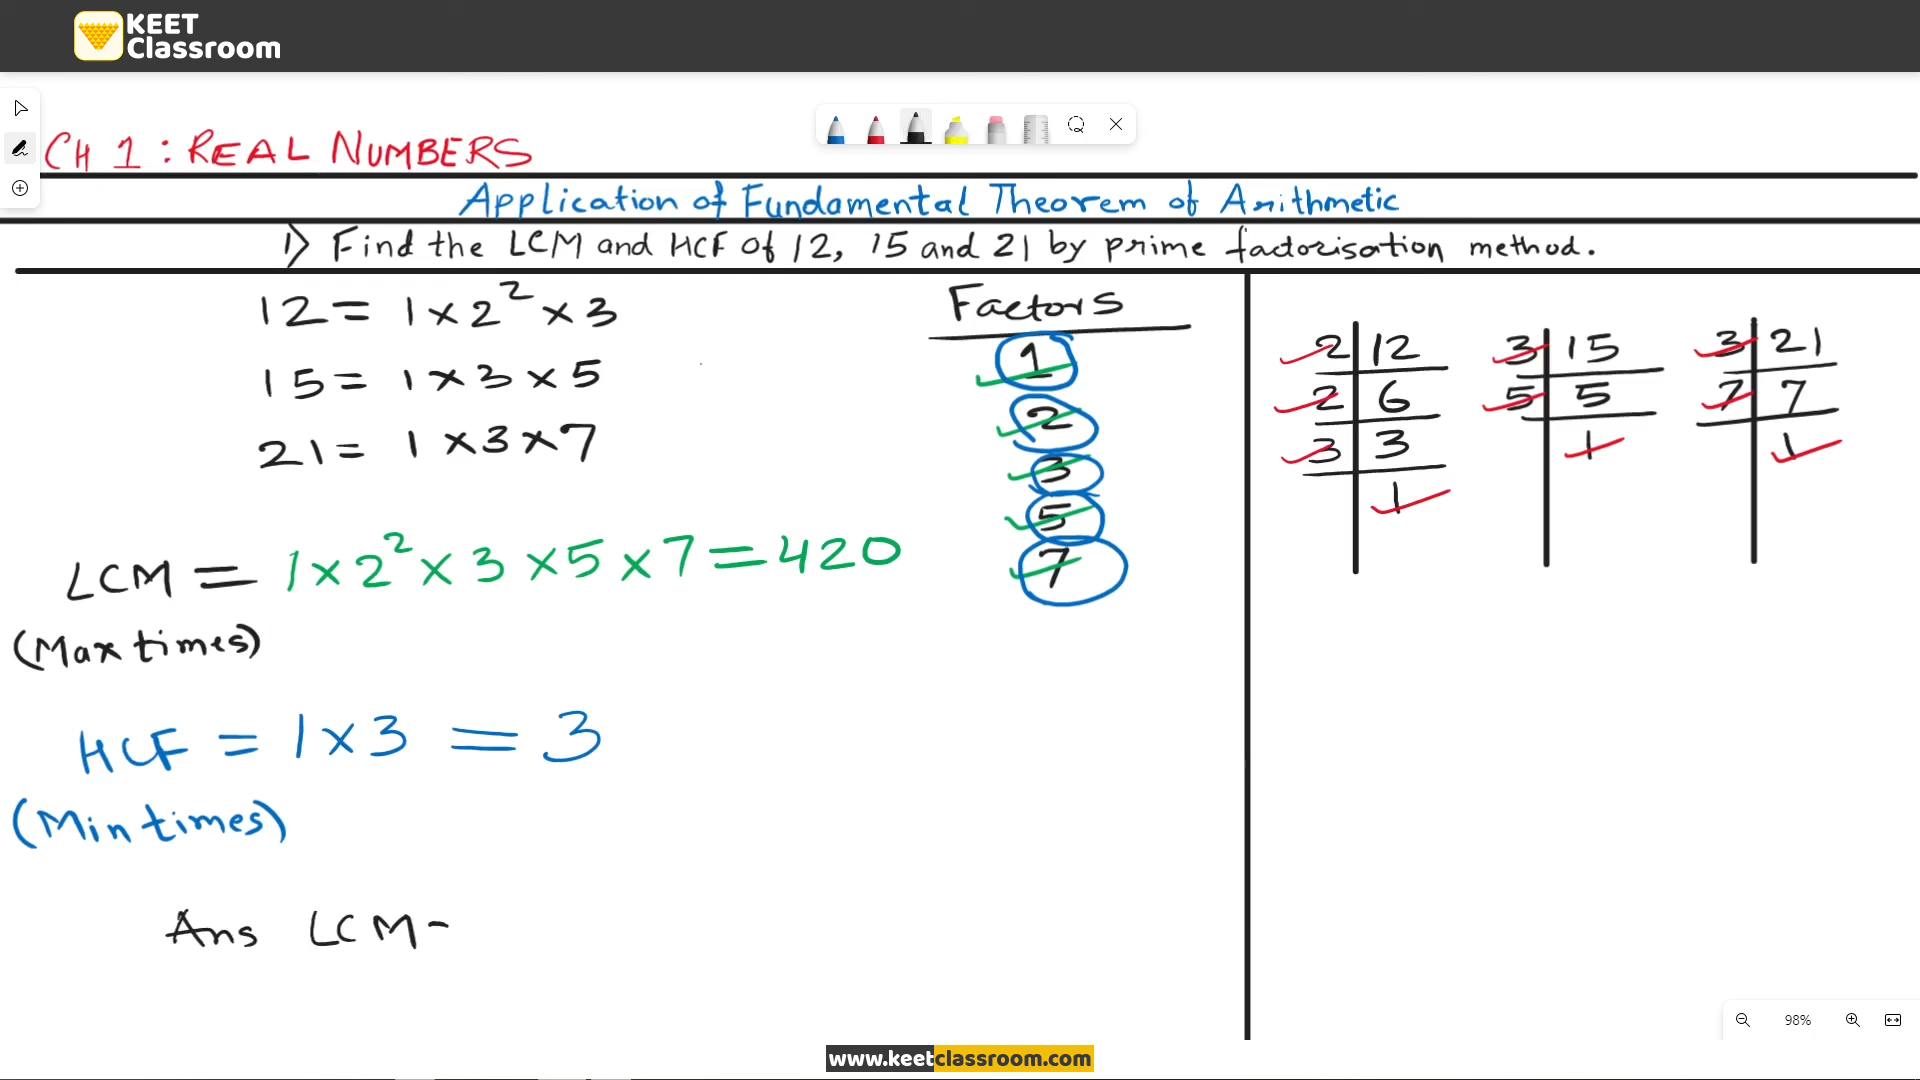 KEET
Classroom
CH 1 : REAL NUMBERS
Application of Fundamental Theorem of Arithmetic
1) Find the LCM and HCF of 12, 15 and 21 by prime factorisation method.
12 = 1 × 2² × 3
15 = 1 × 3 × 5
21 = 1 × 3 × 7
LCM = 1 × 2² × 3 × 5 × 7 = 420
(Max times)
HCF = 1 × 3 = 3
(Min times)
Ans LCM -
Factors
1
2
3
5
7
2 | 12
2 | 6
3 | 3
1
3 | 15
5 | 5
1
3 | 21
7 | 7
1
98%
www.keetclassroom.com